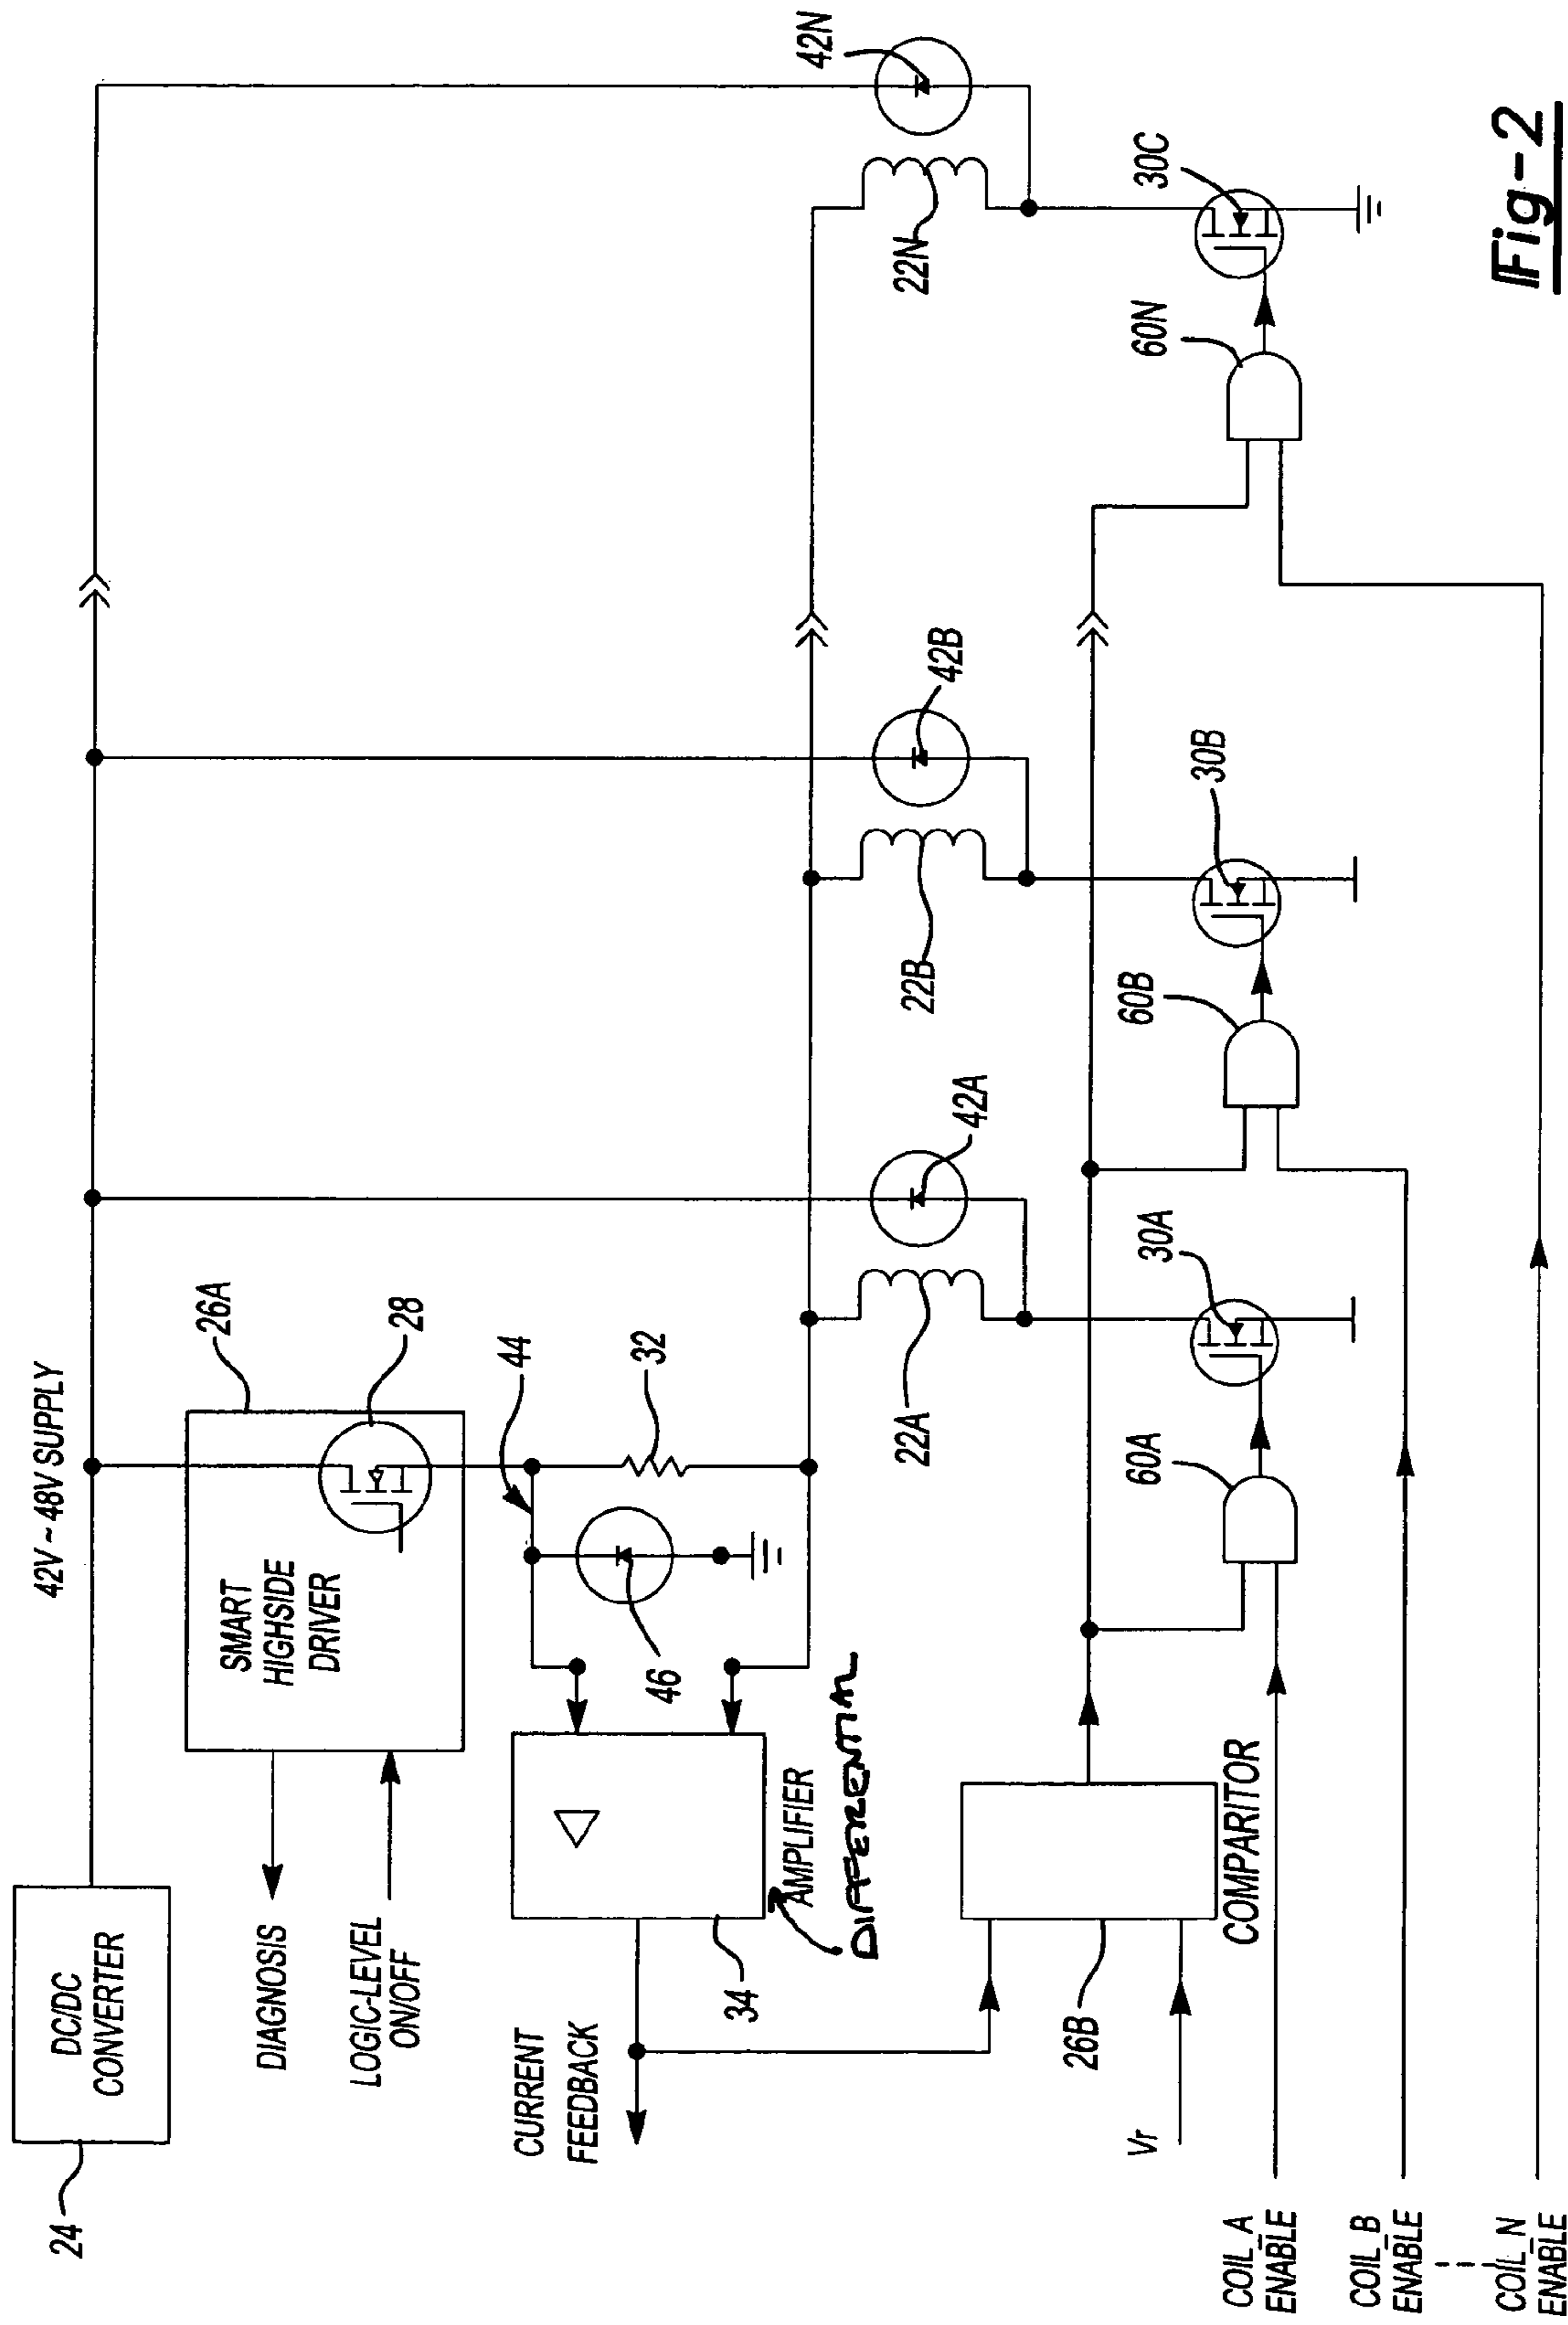 42V ~ 48V SUPPLY
24
DC/DC
CONVERTER
26A
28
SMART
HIGHSIDE
DRIVER
DIAGNOSIS
LOGIC-LEVEL
ON/OFF
44
32
46
CURRENT
FEEDBACK
34
AMPLIFIER
DIFFERENTIAL
22A
42A
22B
42B
22N
42N
26B
COMPARITOR
Vr
60A
30A
60B
30B
60N
30C
COIL_A
ENABLE
COIL_B
ENABLE
COIL_N
ENABLE
Fig-2